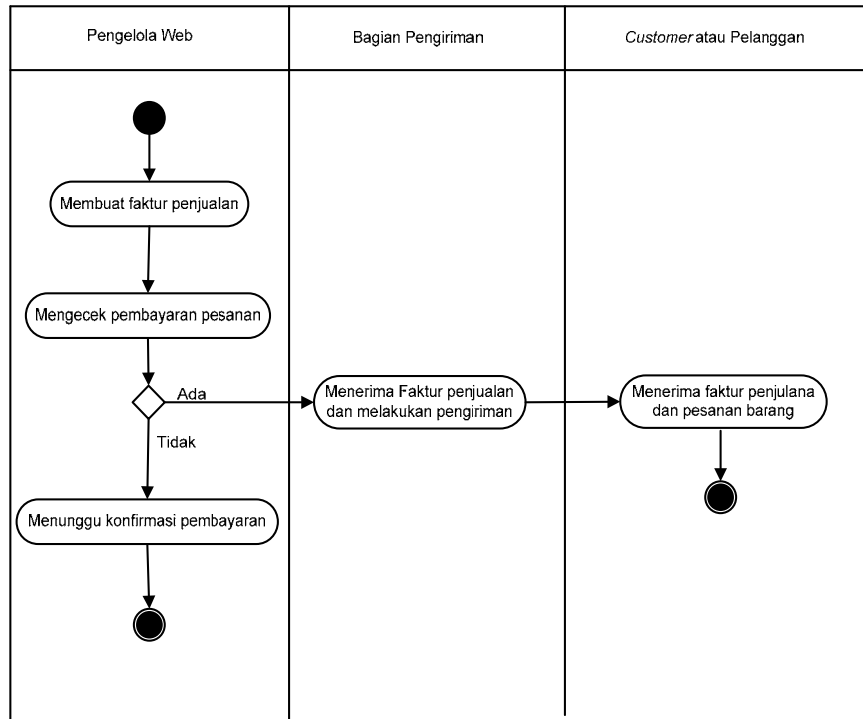 Pengelola Web
Bagian Pengiriman
Customer atau Pelanggan
Membuat faktur penjualan
Mengecek pembayaran pesanan
Ada
Menerima Faktur penjualan
dan melakukan pengiriman
Menerima faktur penjulana
dan pesanan barang
Tidak
Menunggu konfirmasi pembayaran